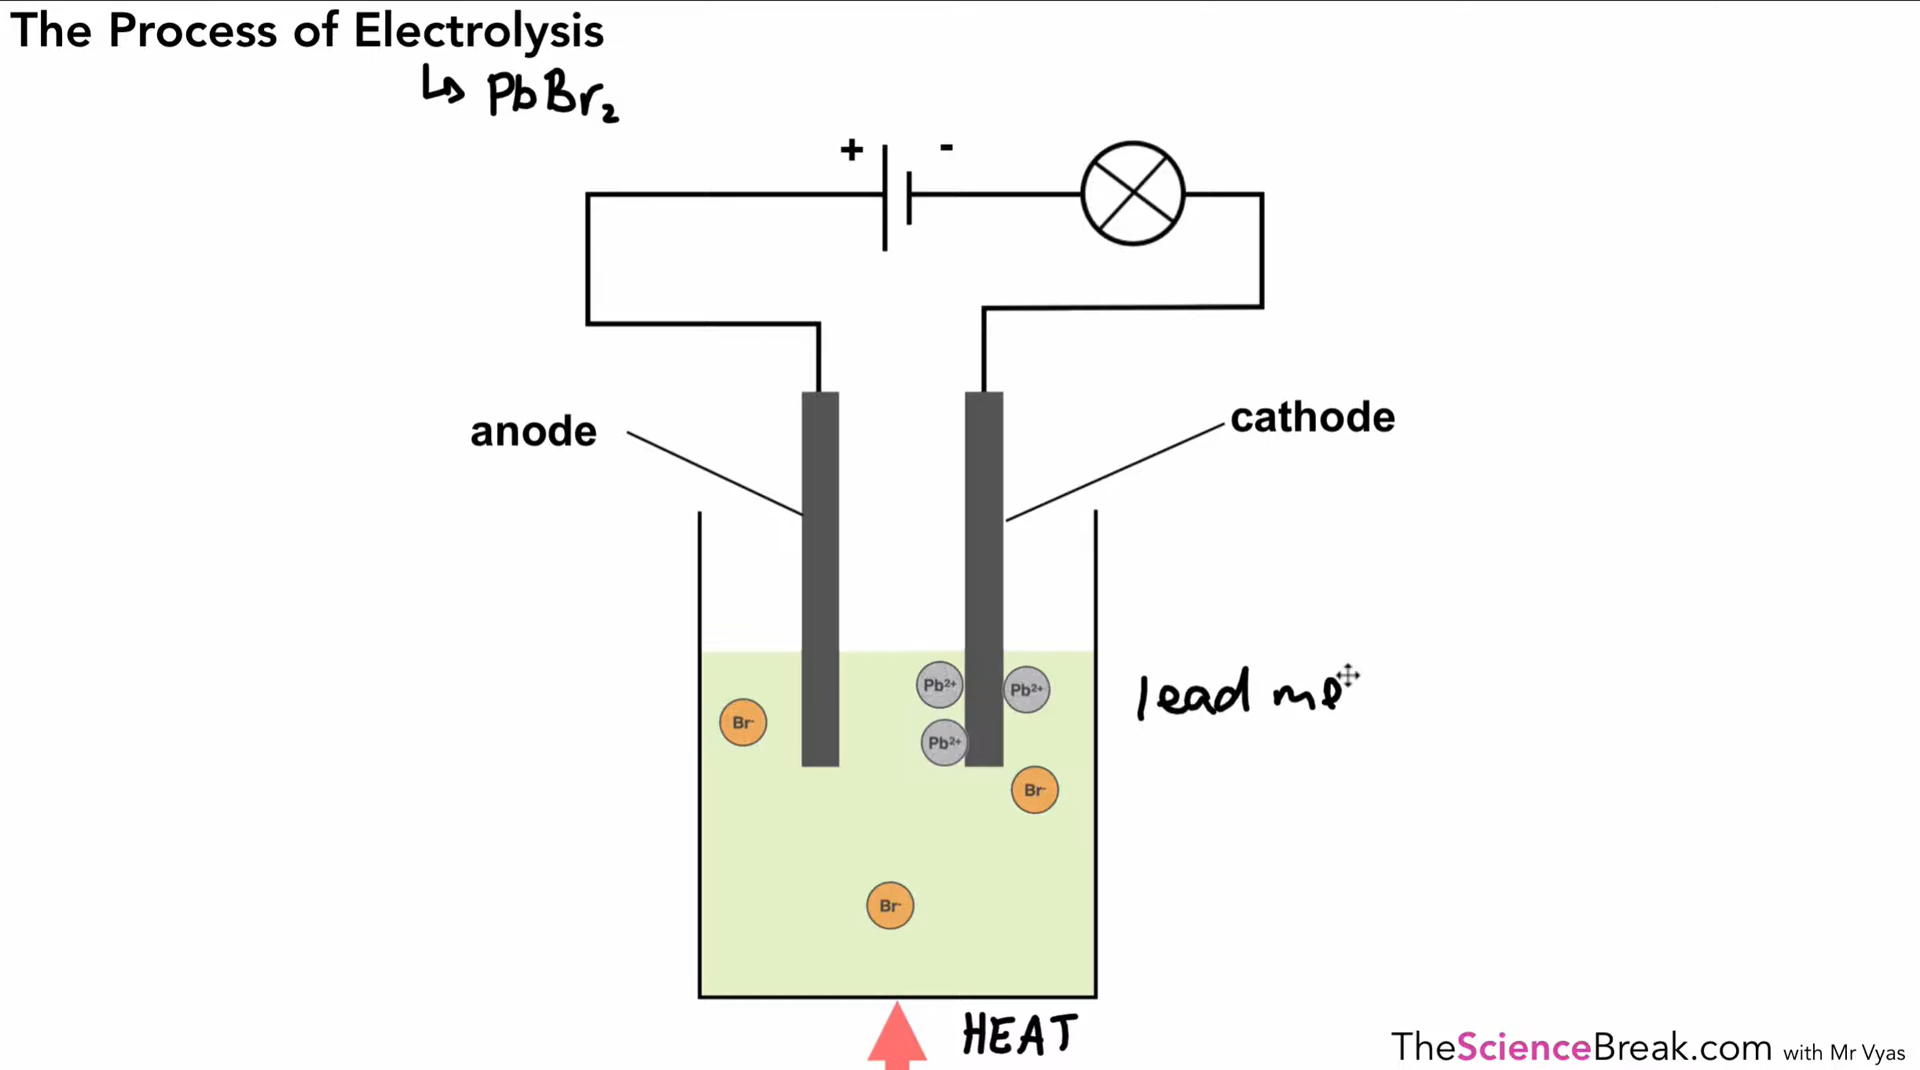 The Process of Electrolysis
↳ PbBr₂
+ -
anode
cathode
Pb²⁺ Pb²⁺
lead me
Br⁻
Pb²⁺
Br⁻
Br⁻
HEAT
TheScienceBreak.com with Mr Vyas